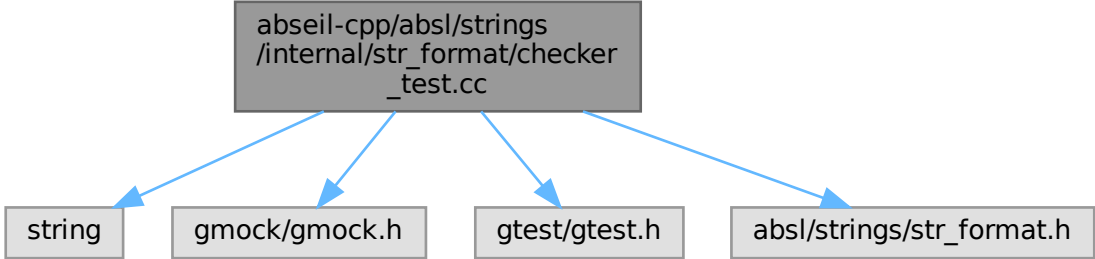 abseil-cpp/absl/strings
/internal/str_format/checker
_test.cc
string
gmock/gmock.h
gtest/gtest.h
absl/strings/str_format.h